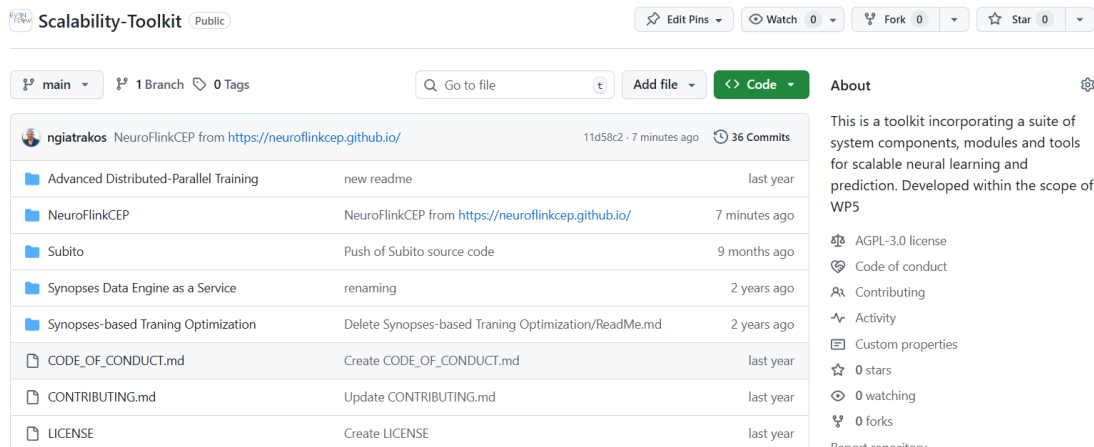 EVEN FLOW Scalability-Toolkit Public Edit Pins Watch 0 Fork 0 Star 0
main 1 Branch 0 Tags Go to file t Add file Code
ngiatrakos NeuroFlinkCEP from https://neuroflinkcep.github.io/ 11d58c2 · 7 minutes ago 36 Commits
Advanced Distributed-Parallel Training new readme last year
NeuroFlinkCEP NeuroFlinkCEP from https://neuroflinkcep.github.io/ 7 minutes ago
Subito Push of Subito source code 9 months ago
Synopses Data Engine as a Service renaming 2 years ago
Synopses-based Traning Optimization Delete Synopses-based Traning Optimization/ReadMe.md 2 years ago
CODE_OF_CONDUCT.md Create CODE_OF_CONDUCT.md last year
CONTRIBUTING.md Update CONTRIBUTING.md last year
LICENSE Create LICENSE last year
About
This is a toolkit incorporating a suite of
system components, modules and tools
for scalable neural learning and
prediction. Developed within the scope of
WP5
AGPL-3.0 license
Code of conduct
Contributing
Activity
Custom properties
0 stars
0 watching
0 forks
Report repository